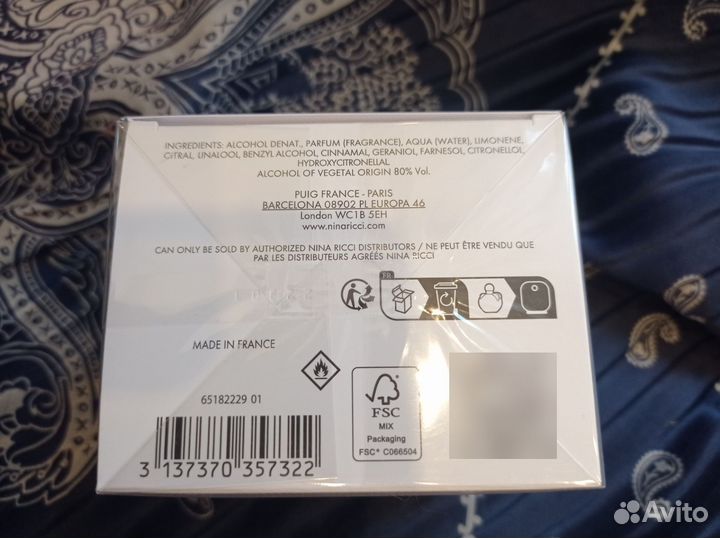 INGREDIENTS: ALCOHOL DENAT., PARFUM (FRAGRANCE), AQUA (WATER), LIMONENE,
CITRAL, LINALOOL, BENZYL ALCOHOL, CINNAMAL, GERANIOL, FARNESOL, CITRONELLOL,
HYDROXYCITRONELLAL
ALCOHOL OF VEGETAL ORIGIN 80% Vol.
PUIG FRANCE - PARIS
BARCELONA 08902 PL EUROPA 46
London WC1B 5EH
www.ninaricci.com
CAN ONLY BE SOLD BY AUTHORIZED NINA RICCI DISTRIBUTORS / NE PEUT ÊTRE VENDU QUE
PAR LES DISTRIBUTEURS AGRÉÉS NINA RICCI
FR
MADE IN FRANCE
65182229 01
3 137370 357322
FSC
MIX
Packaging
FSC® C066504
Avito